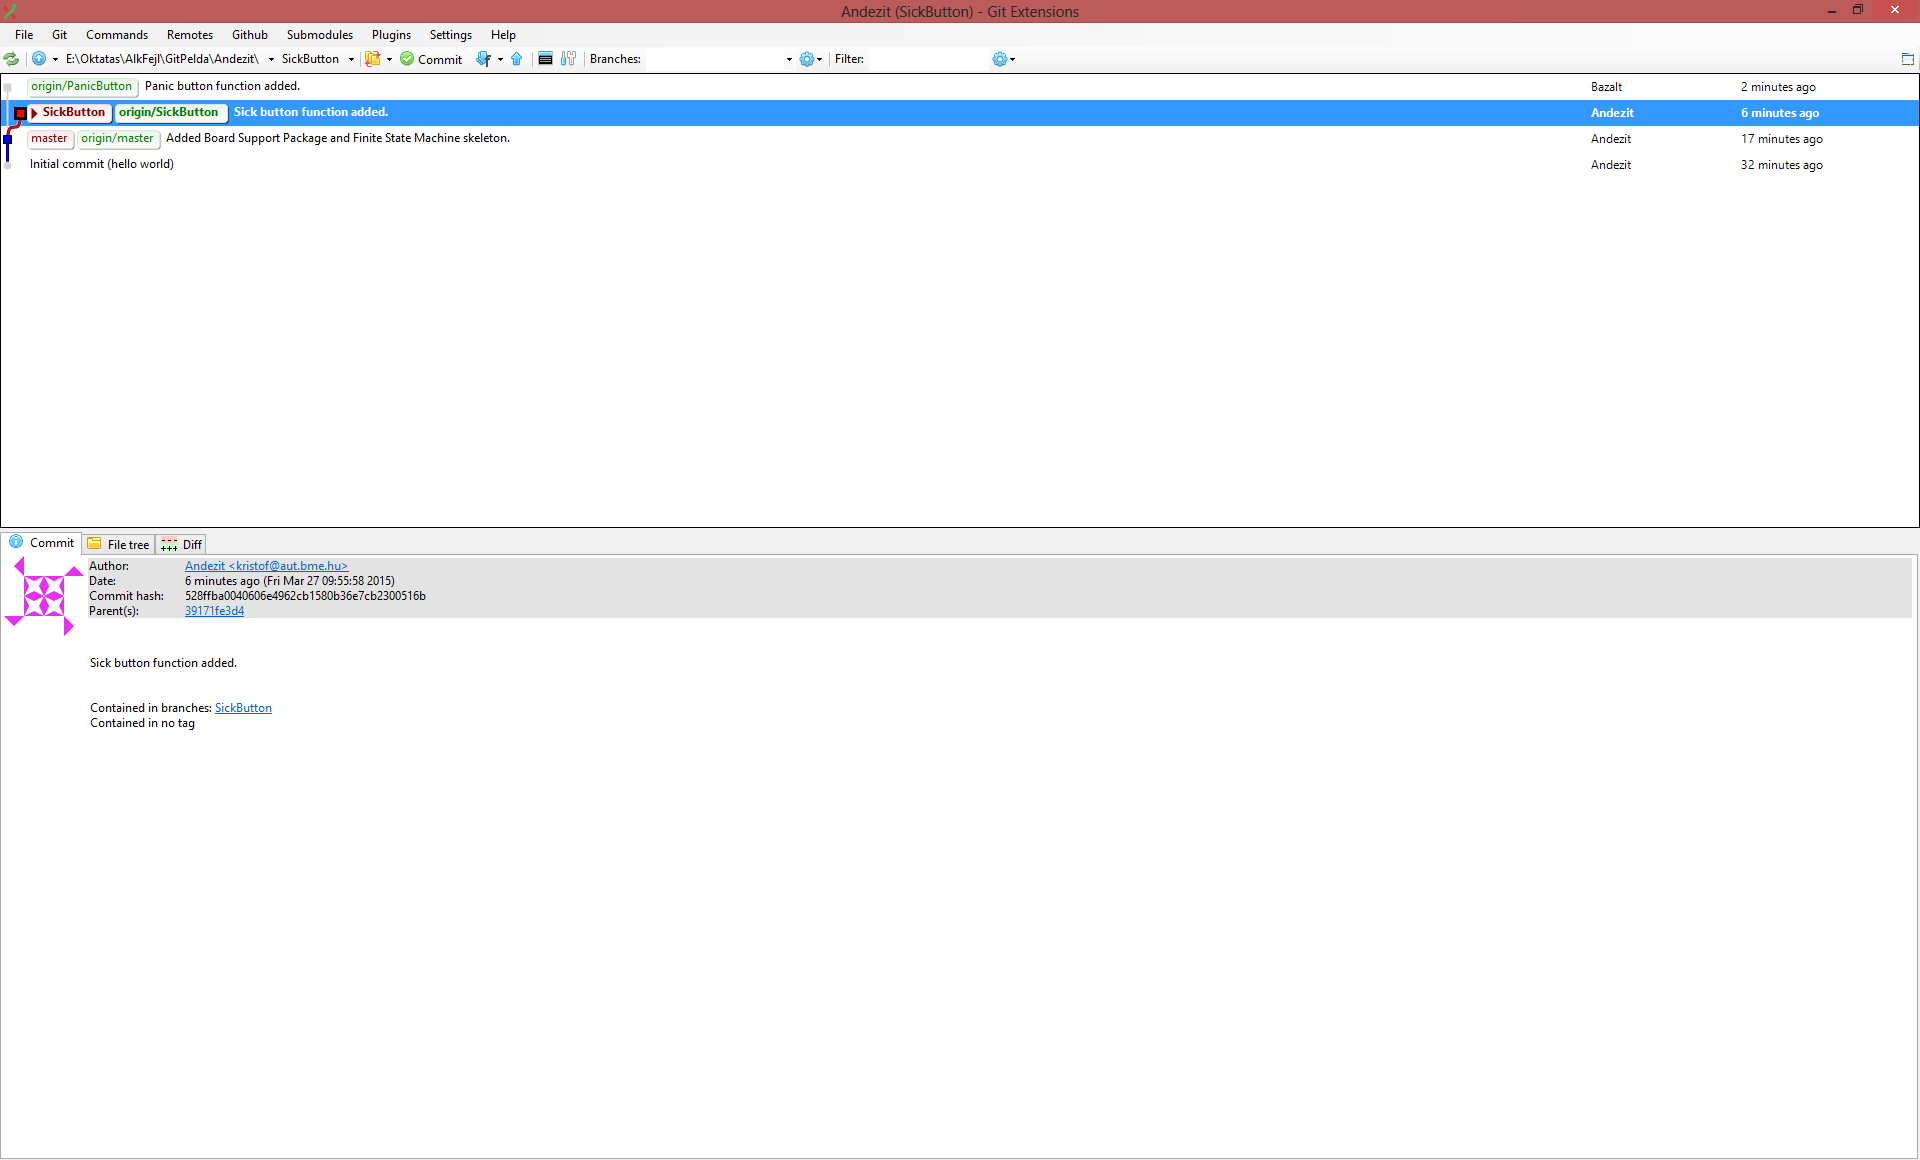 Andezit (SickButton) - Git Extensions
File Git Commands Remotes Github Submodules Plugins Settings Help
E:\Oktatas\AlkFejl\GitPelda\Andezit\ SickButton Commit Branches: Filter:
origin/PanicButton Panic button function added. Bazalt 2 minutes ago
SickButton origin/SickButton Sick button function added. Andezit 6 minutes ago
master origin/master Added Board Support Package and Finite State Machine skeleton. Andezit 17 minutes ago
Initial commit (hello world) Andezit 32 minutes ago
Commit File tree Diff
Author: Andezit <kristof@aut.bme.hu>
Date: 6 minutes ago (Fri Mar 27 09:55:58 2015)
Commit hash: 528ffba0040606e4962cb1580b36e7cb2300516b
Parent(s): 39171fe3d4
Sick button function added.
Contained in branches: SickButton
Contained in no tag